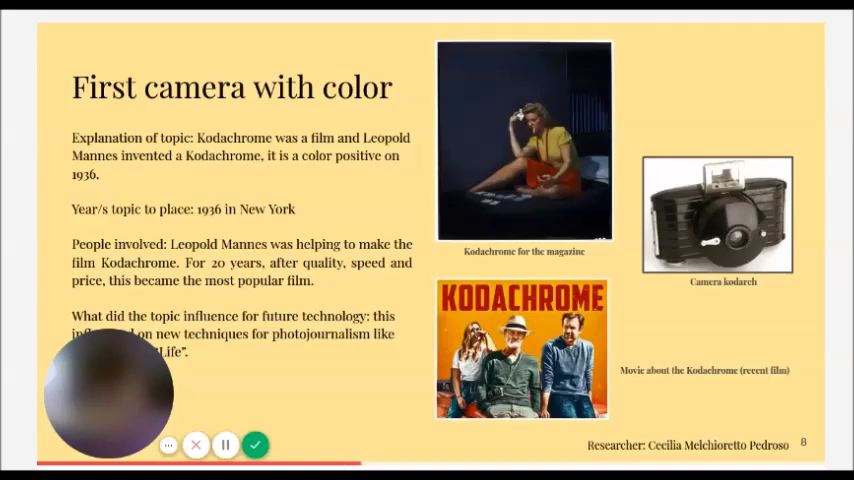 First camera with color
Explanation of topic: Kodachrome was a film and Leopold
Mannes invented a Kodachrome, it is a color positive on
1936.
Year/s topic to place: 1936 in New York
People involved: Leopold Mannes was helping to make the
film Kodachrome. For 20 years, after quality, speed and
price, this became the most popular film.
What did the topic influence for future technology: this
on new techniques for photojournalism like
"Life".
Kodachrome for the magazine
Camera kodarch
KODACHROME
Movie about the Kodachrome (recent film)
Researcher: Cecilia Melchioretto Pedroso
8